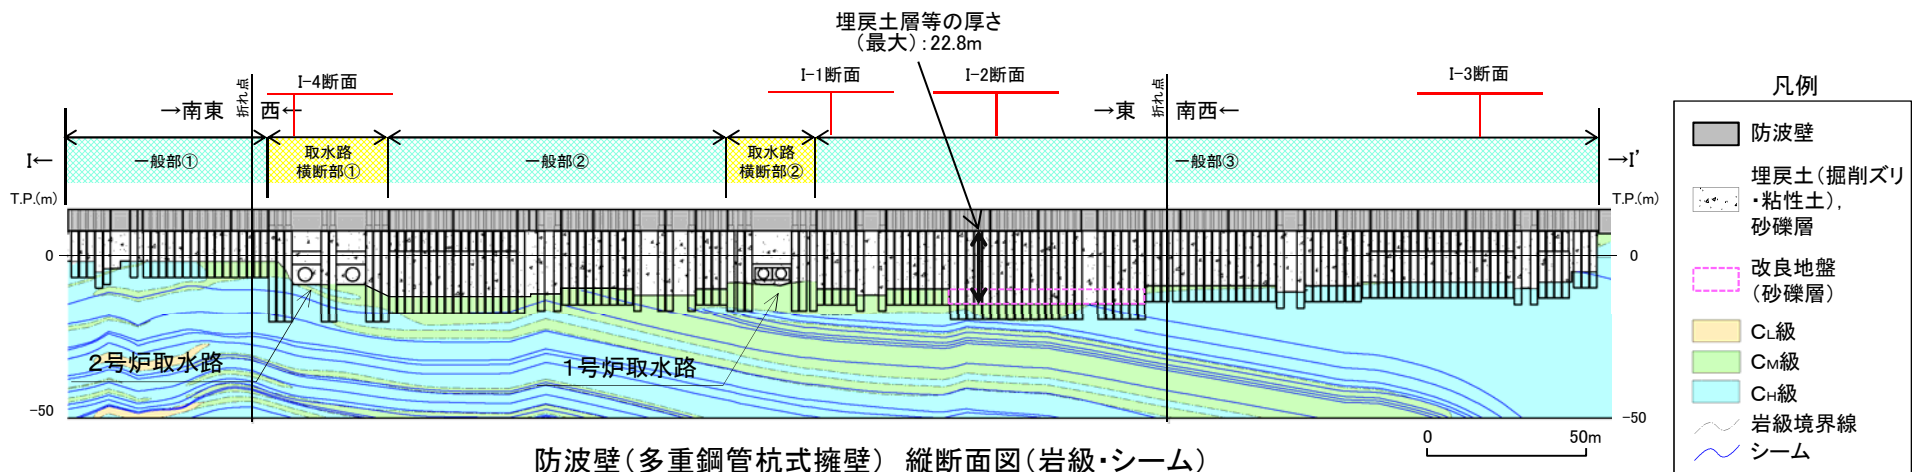 埋戻土層等の厚さ
（最大）：22.8m
I-4断面
I-1断面
I-2断面
I-3断面
→南東
折れ点
西←
→東
折れ点
南西←
I←
一般部①
取水路
横断部①
一般部②
取水路
横断部②
一般部③
→I'
T.P.(m)
T.P.(m)
0
0
2号炉取水路
1号炉取水路
-50
-50
0
50m
防波壁（多重鋼管杭式擁壁） 縦断面図（岩級・シーム）
凡例
防波壁
埋戻土（掘削ズリ
・粘性土），
砂礫層
改良地盤
（砂礫層）
CL級
CM級
CH級
岩級境界線
シーム